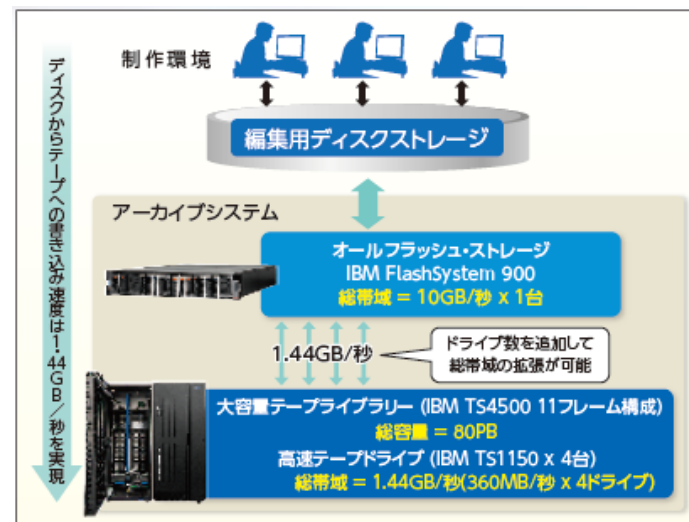 制作環境
編集用ディスクストレージ
ディスクからテープへの書き込み速度は1.44GB/秒を実現
アーカイブシステム
オールフラッシュ・ストレージ
IBM FlashSystem 900
総帯域 = 10GB/秒 x 1台
1.44GB/秒
ドライブ数を追加して
総帯域の拡張が可能
大容量テープライブラリー (IBM TS4500 11フレーム構成)
総容量 = 80PB
高速テープドライブ (IBM TS1150 x 4台)
総帯域 = 1.44GB/秒(360MB/秒 x 4ドライブ)